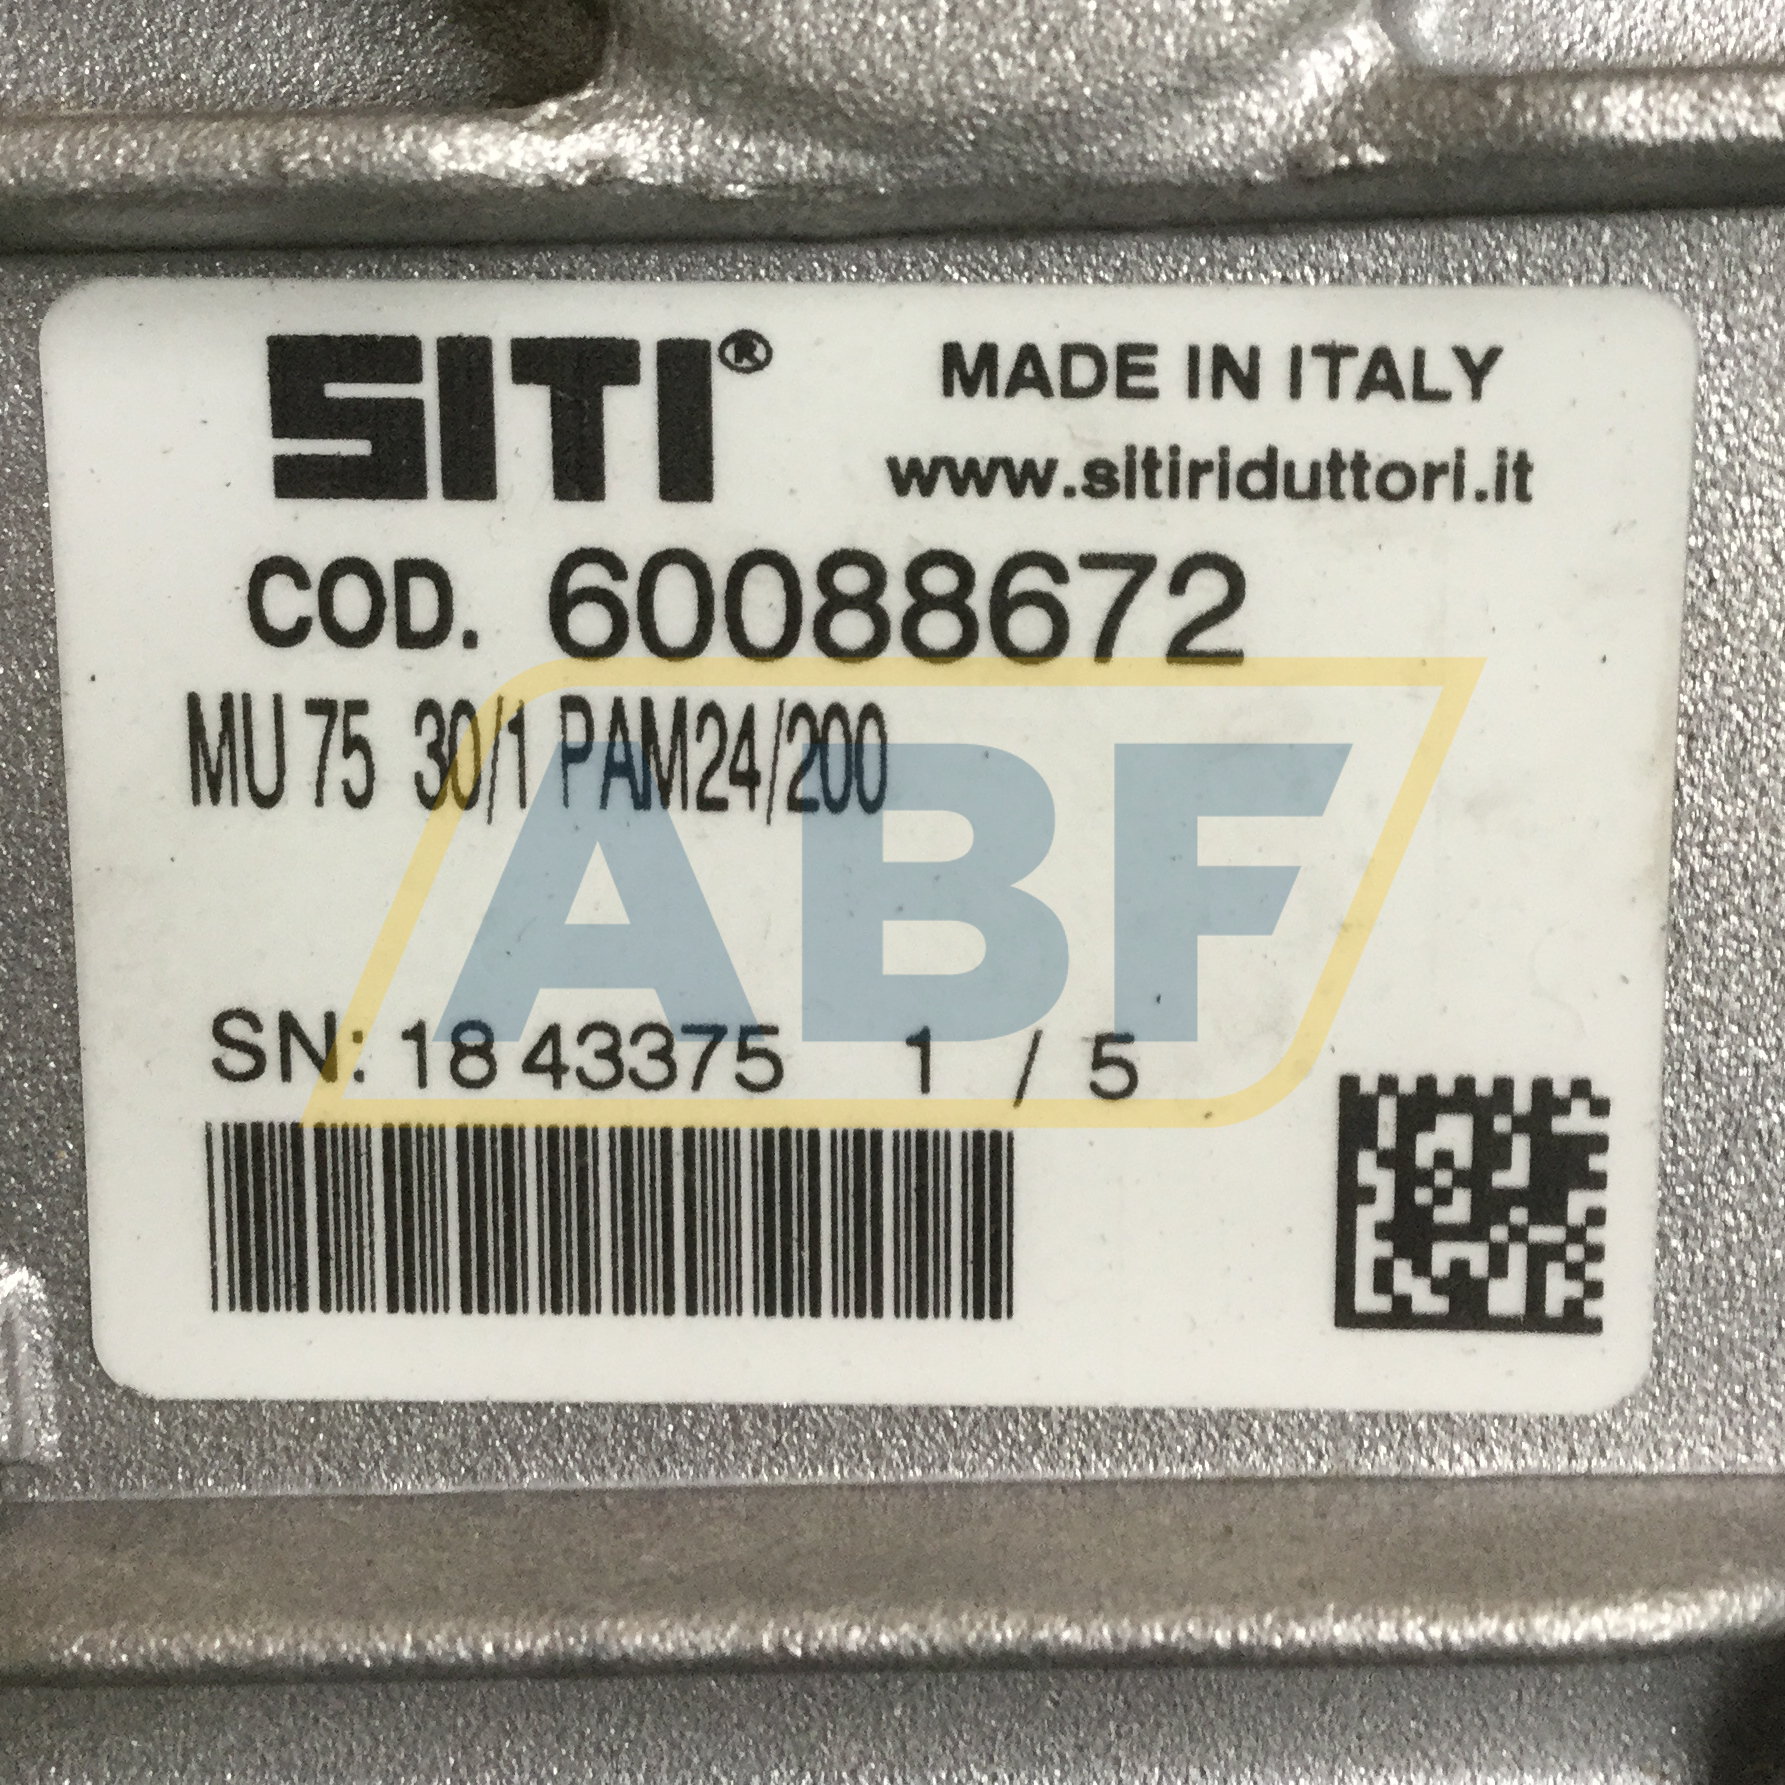 SITI® MADE IN ITALY
www.sitiriduttori.it
COD. 60088672
MU 75 30/1 PAM24/200
ABF
SN: 18 43375 1 / 5